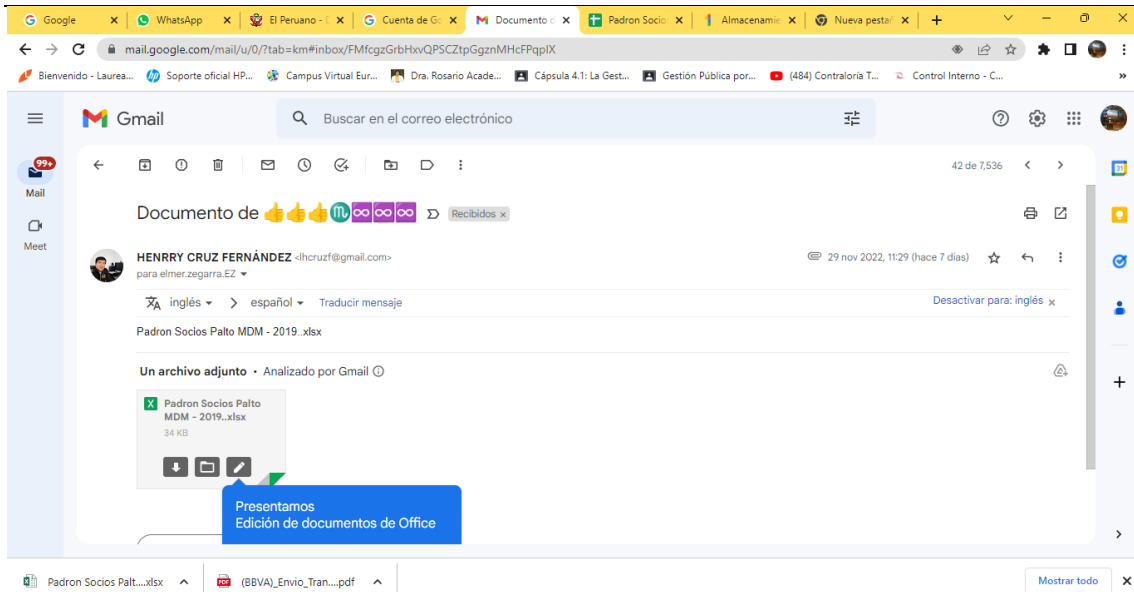 Google
WhatsApp
El Peruano - D
Cuenta de Go
Documento d
Padron Socio
Almacenamie
Nueva pestañ
mail.google.com/mail/u/0/?tab=km#inbox/FMfcgzGrbHxvQPSCZtpGgznMHcFPqpIX
Bienvenido - Laurea...
Soporte oficial HP...
Campus Virtual Eur...
Dra. Rosario Acade...
Cápsula 4.1: La Gest...
Gestión Pública por...
(484) Contraloría T...
Control Interno - C...
Gmail
Buscar en el correo electrónico
99+
Mail
Meet
42 de 7,536
Documento de 👍👍👍♏♾♾♾ Recibidos x
HENRRY CRUZ FERNÁNDEZ <lhcruzf@gmail.com>
29 nov 2022, 11:29 (hace 7 días)
para elmer.zegarra.EZ
inglés > español Traducir mensaje
Desactivar para: inglés x
Padron Socios Palto MDM - 2019..xlsx
Un archivo adjunto • Analizado por Gmail
Padron Socios Palto
MDM - 2019..xlsx
34 KB
Presentamos
Edición de documentos de Office
Padron Socios Palt....xlsx
(BBVA)_Envio_Tran....pdf
Mostrar todo